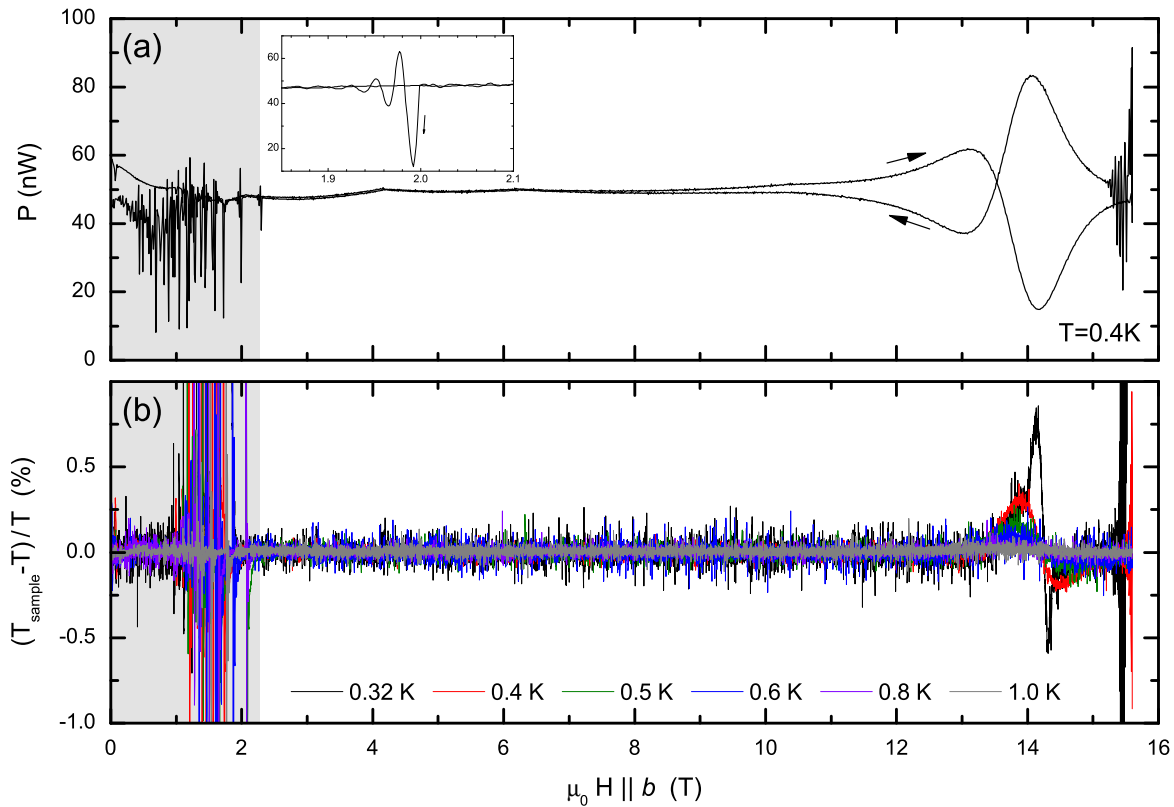 (a)
P (nW)
100
80
60
40
20
0
60
40
20
1.9
2.0
2.1
T=0.4K
(b)
(T_sample-T) / T (%)
0.5
0.0
-0.5
-1.0
0.32 K
0.4 K
0.5 K
0.6 K
0.8 K
1.0 K
0
2
4
6
8
10
12
14
16
μ₀ H || b (T)